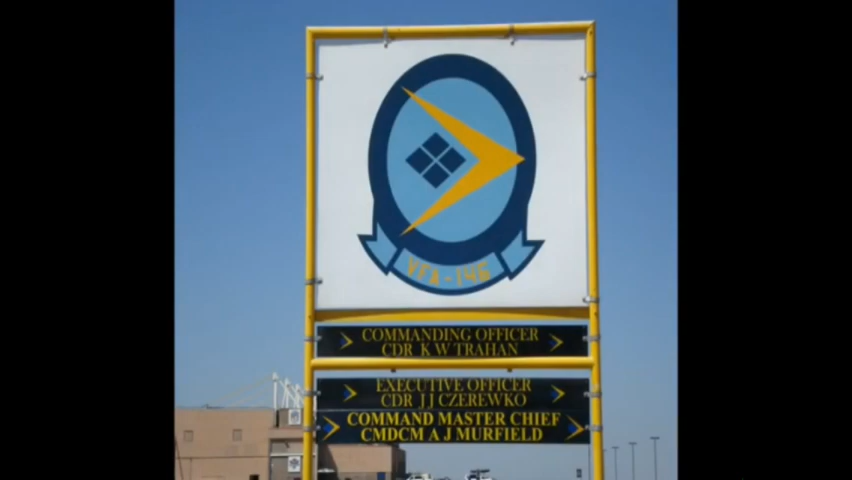 VFA-146
COMMANDING OFFICER
CDR K W TRAHAN
EXECUTIVE OFFICER
CDR J J CZEREWKO
COMMAND MASTER CHIEF
CMDCM A J MURFIELD